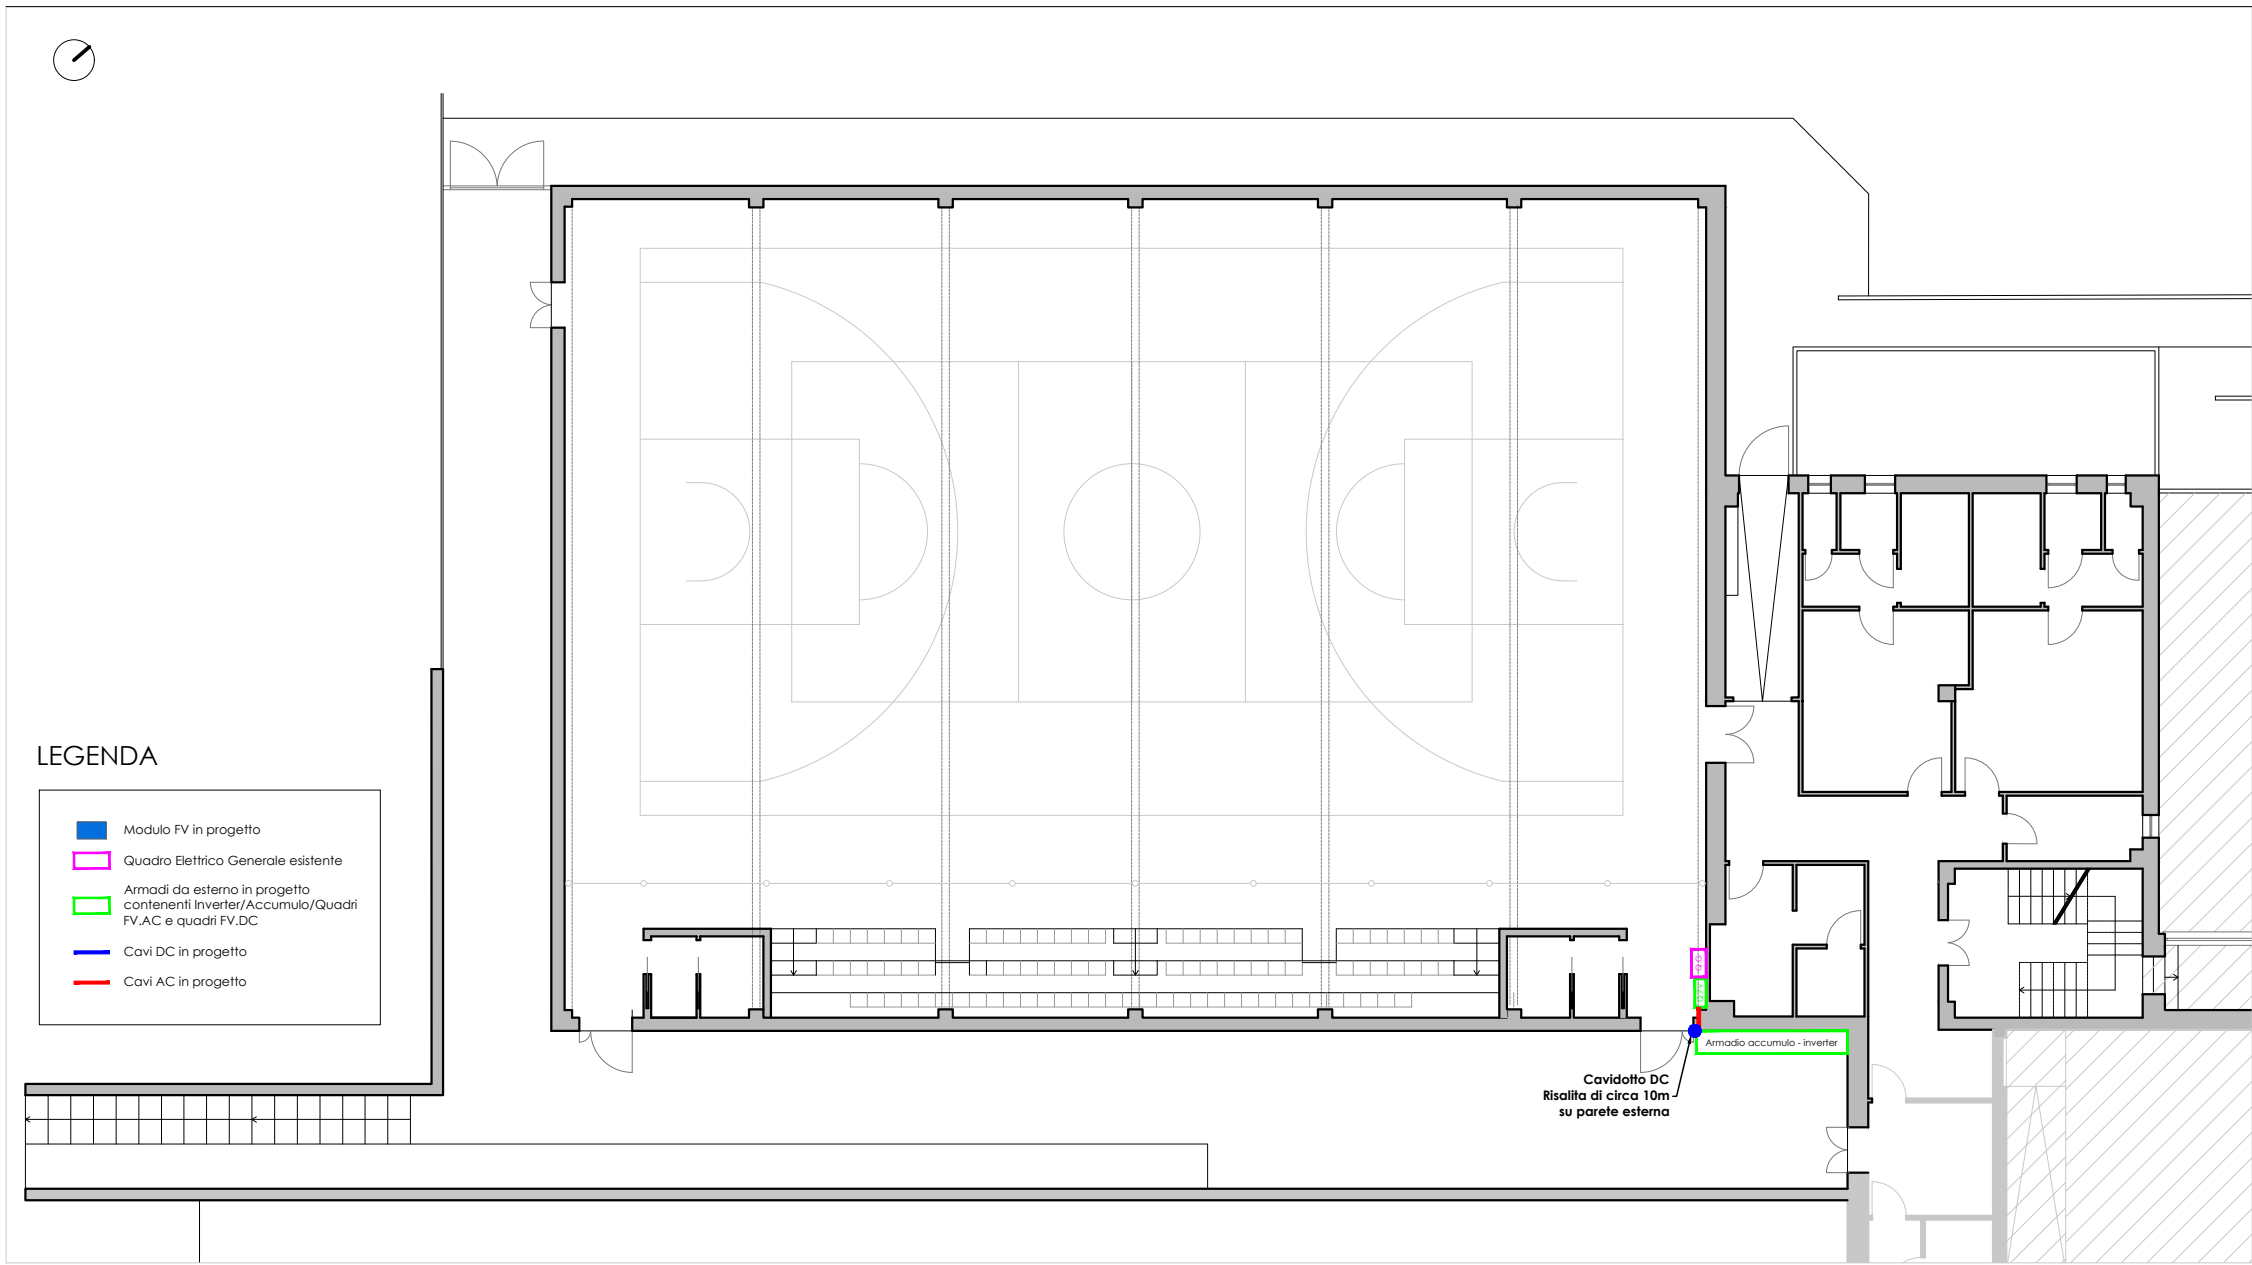 LEGENDA
Modulo FV in progetto
Quadro Elettrico Generale esistente
Armadi da esterno in progetto
contenenti Inverter/Accumulo/Quadri
FV.AC e quadri FV.DC
Cavi DC in progetto
Cavi AC in progetto
Armadio accumulo - inverter
Cavidotto DC
Risalita di circa 10m
su parete esterna